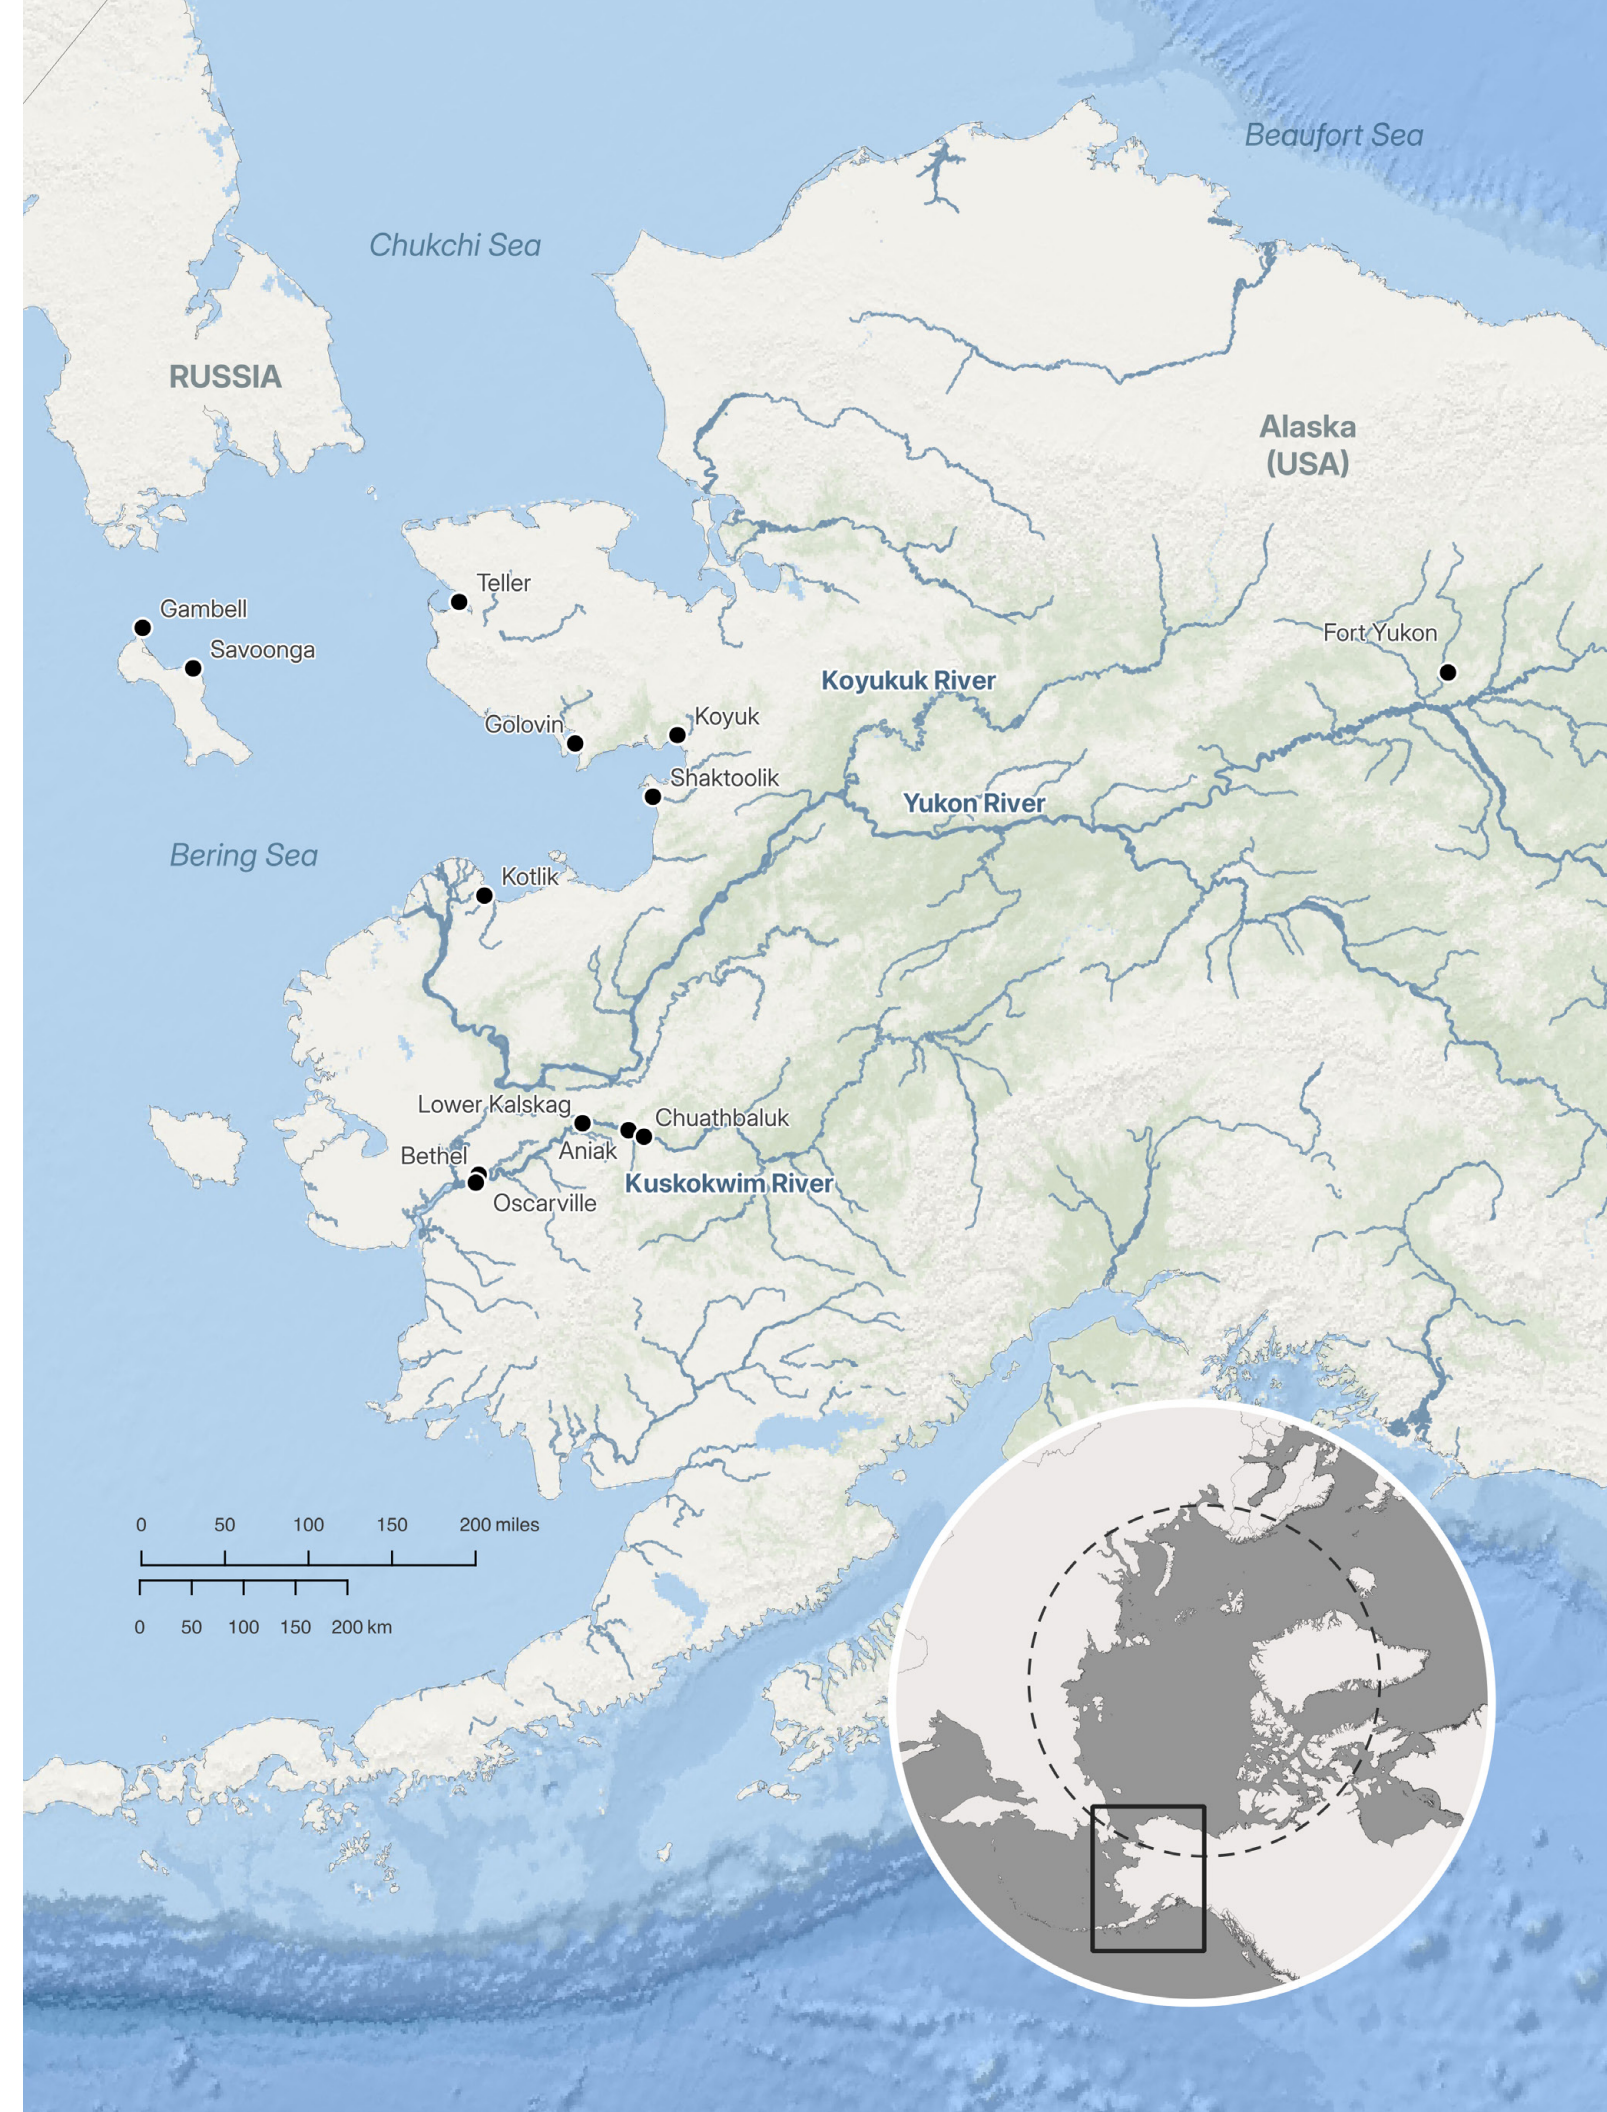 Beaufort Sea
Chukchi Sea
RUSSIA
Alaska
(USA)
Teller
Gambell
Savoonga
Fort Yukon
Koyukuk River
Golovin
Koyuk
Shaktoolik
Yukon River
Bering Sea
Kotlik
Lower Kalskag
Chuathbaluk
Bethel
Aniak
Kuskokwim River
Oscarville
0 50 100 150 200 miles
0 50 100 150 200 km